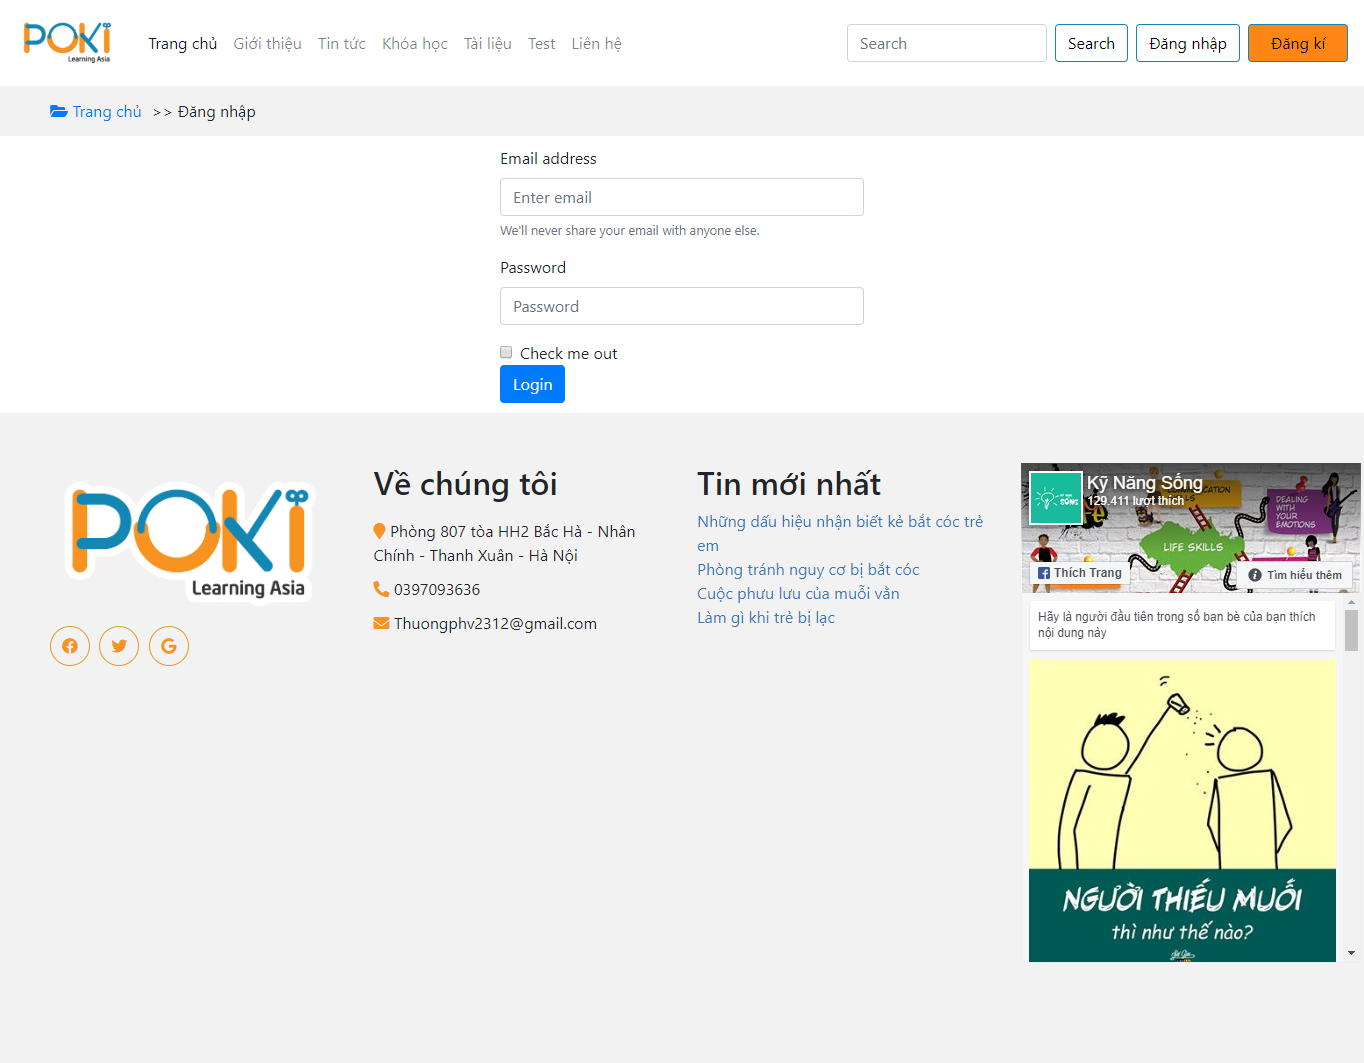 POKI
Learning Asia
Trang chủ Giới thiệu Tin tức Khóa học Tài liệu Test Liên hệ
Search Search Đăng nhập Đăng kí
Trang chủ >> Đăng nhập
Email address
Enter email
We'll never share your email with anyone else.
Password
Password
Check me out
Login
POKI
Learning Asia
Về chúng tôi
Phòng 807 tòa HH2 Bắc Hà - Nhân
Chính - Thanh Xuân - Hà Nội
0397093636
Thuongphv2312@gmail.com
Tin mới nhất
Những dấu hiệu nhận biết kẻ bắt cóc trẻ
em
Phòng tránh nguy cơ bị bắt cóc
Cuộc phưu lưu của muỗi vằn
Làm gì khi trẻ bị lạc
Kỹ Năng Sống
129.411 lượt thích
SỐNG
DEALING
WITH
YOUR
EMOTIONS
LIFE SKILLS
Thích Trang
Tìm hiểu thêm
Hãy là người đầu tiên trong số bạn bè của bạn thích
nội dung này
NGƯỜI THIẾU MUỐI
thì như thế nào?